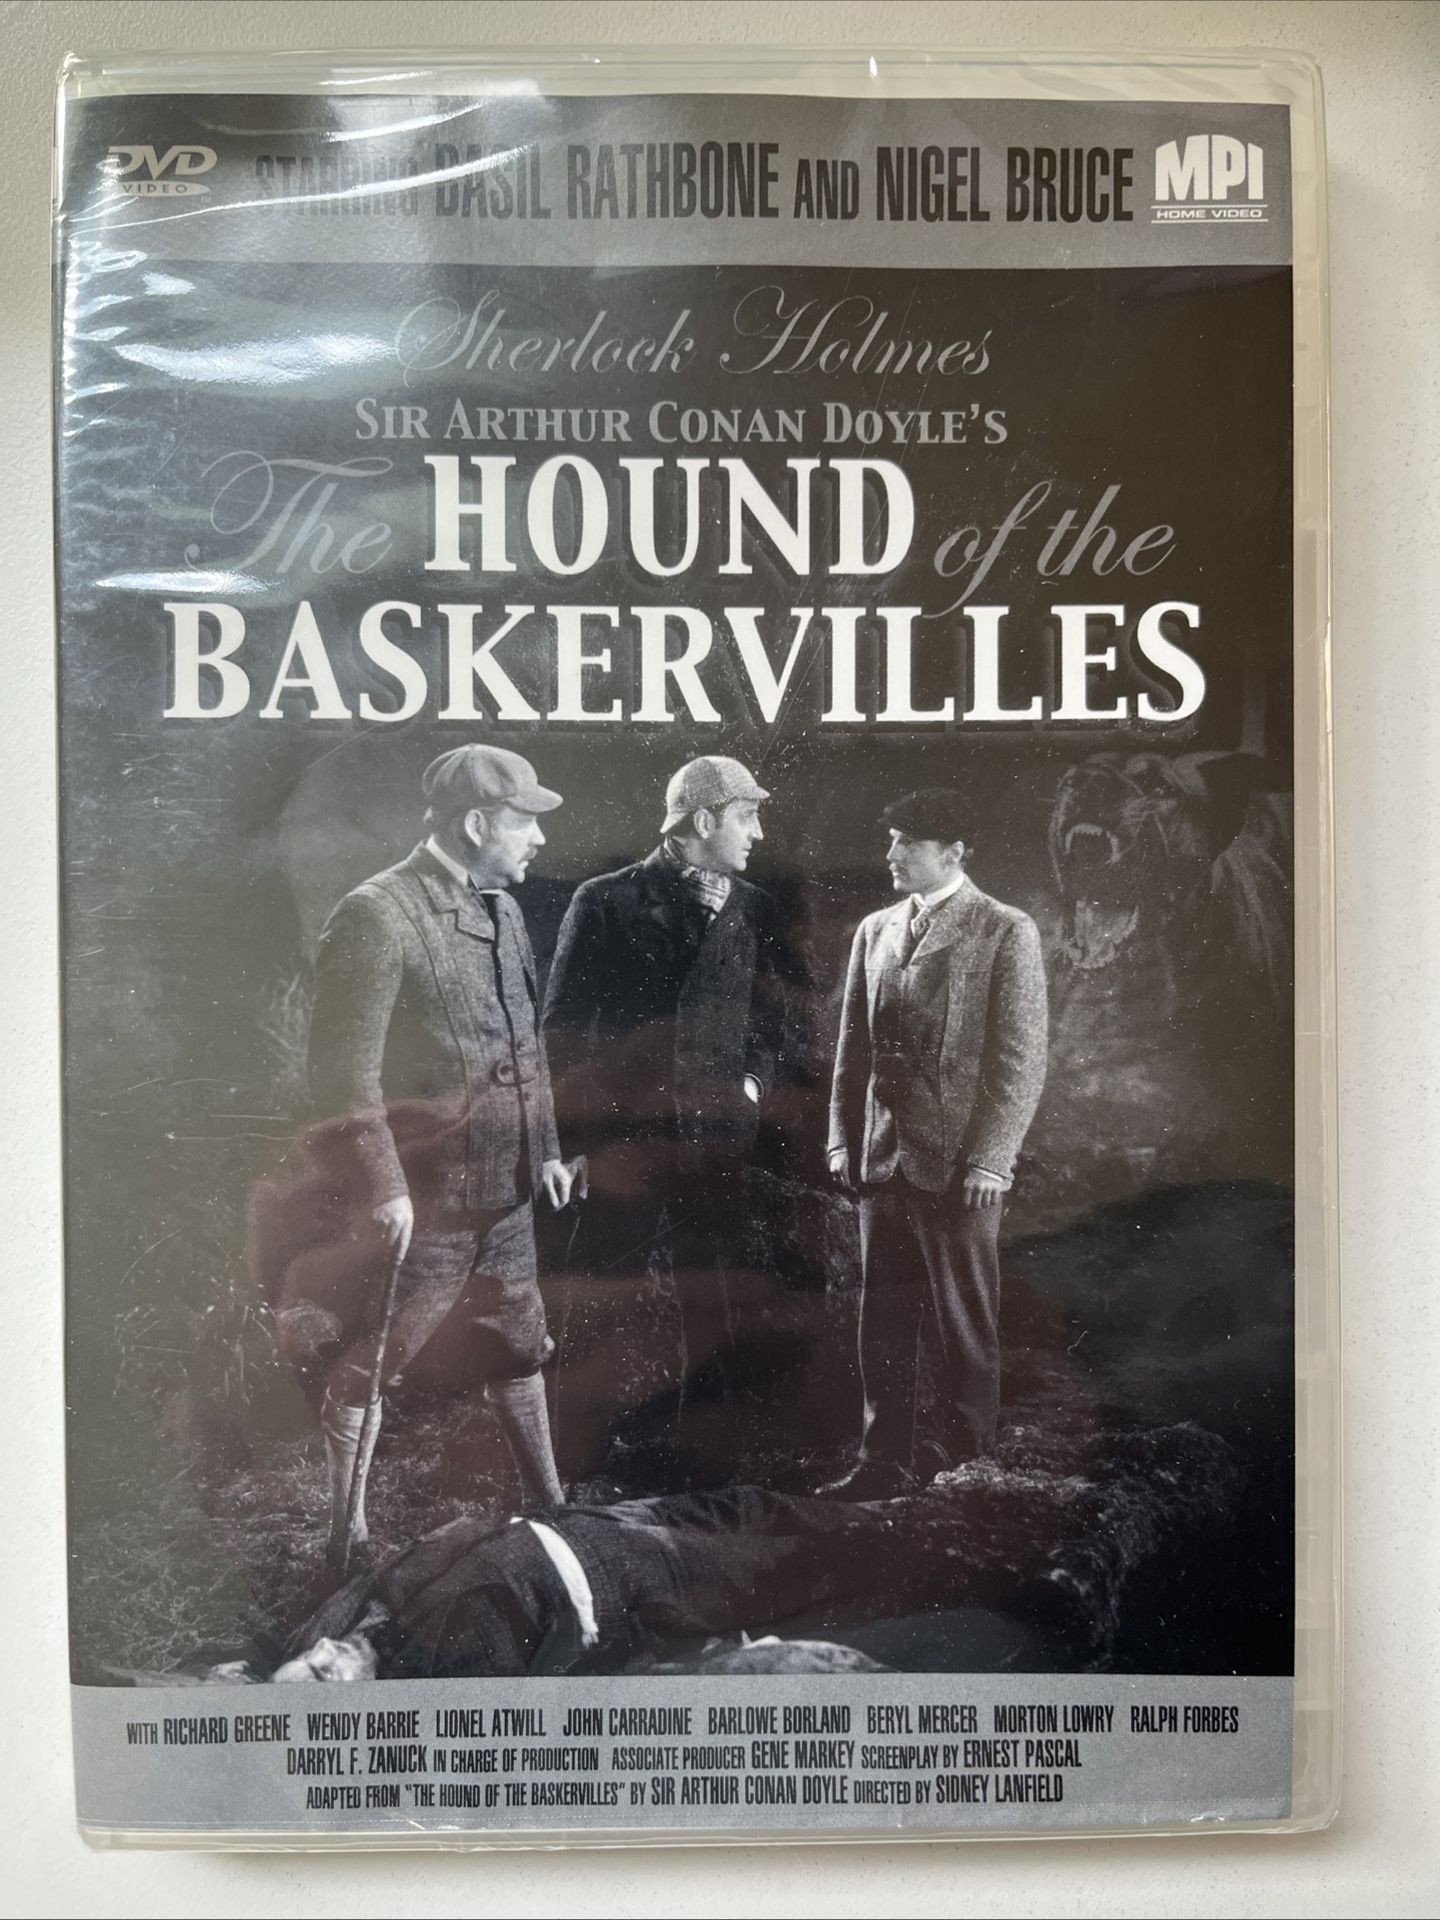 DVD
VIDEO
STARRING BASIL RATHBONE AND NIGEL BRUCE
MPI
HOME VIDEO
Sherlock Holmes
SIR ARTHUR CONAN DOYLE'S
The HOUND of the
BASKERVILLES
WITH RICHARD GREENE WENDY BARRIE LIONEL ATWILL JOHN CARRADINE BARLOWE BORLAND BERYL MERCER MORTON LOWRY RALPH FORBES
DARRYL F. ZANUCK IN CHARGE OF PRODUCTION ASSOCIATE PRODUCER GENE MARKEY SCREENPLAY BY ERNEST PASCAL
ADAPTED FROM "THE HOUND OF THE BASKERVILLES" BY SIR ARTHUR CONAN DOYLE DIRECTED BY SIDNEY LANFIELD